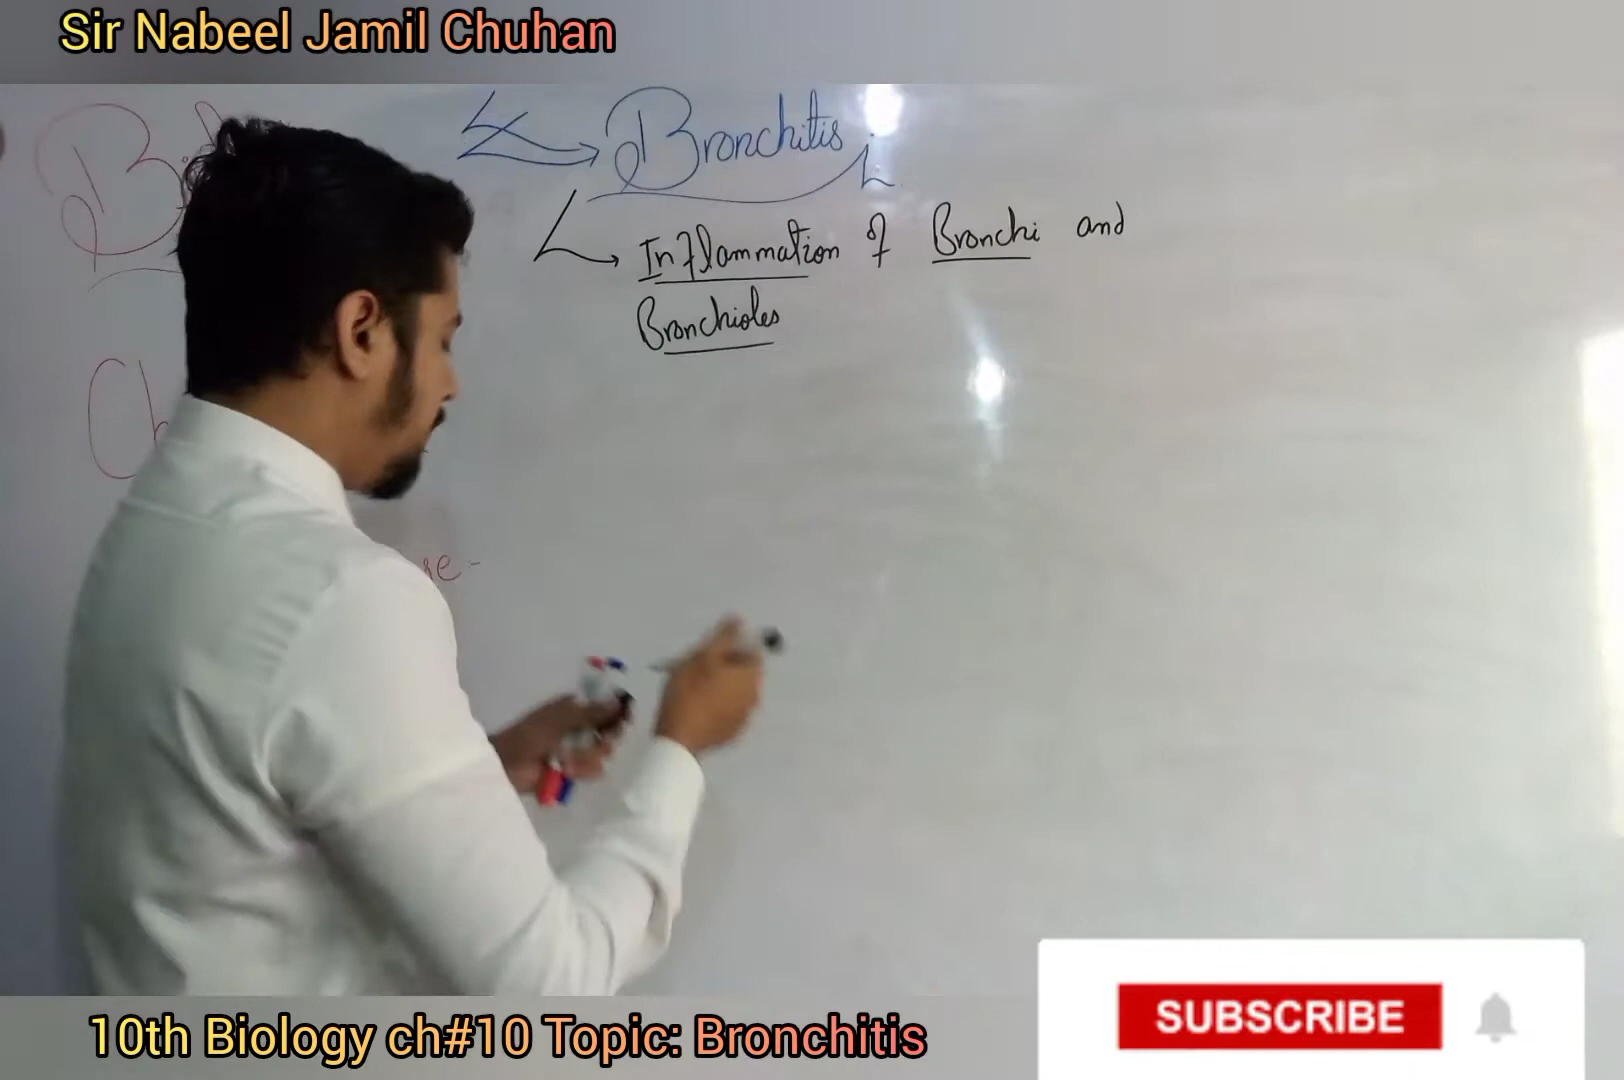 Sir Nabeel Jamil Chuhan
Bronchitis
Inflammation of Bronchi and
Bronchioles
10th Biology ch#10 Topic: Bronchitis
SUBSCRIBE